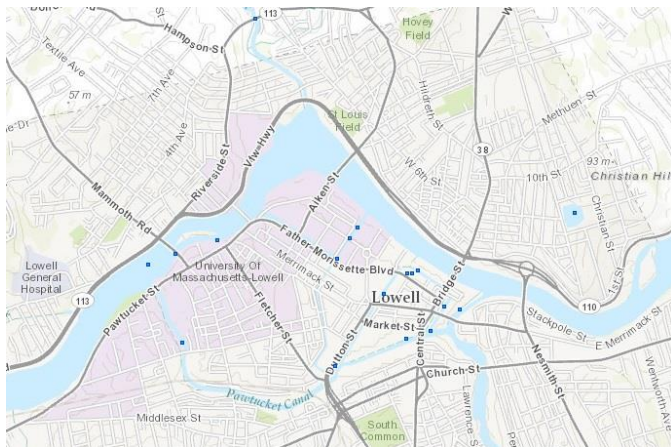 Hampson St
113
Hovey
Field
Textile Ave
57 m
7th Ave
4th Ave
Riverside St
Vfw Hwy
St Louis
Field
Hildreth St
Methuen St
38
W 6th St
10th St
93 m
Christian Hil
Christian St
Aiken St
Mammoth Rd
Lowell
General
Hospital
113
University Of
Massachusetts-Lowell
Father Morissette Blvd
Merrimack St
Pawtucket St
Fletcher St
Lowell
Bridge St
1st St
110
Stackpole St
E Merrimack St
Market St
Central St
Dutton St
Church St
Nesmith St
Wentworth Ave
Lawrence S
Pawtucket Canal
Middlesex St
South
Common